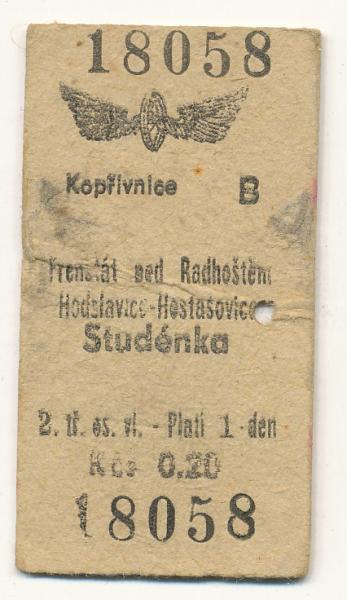 18058
Kopřivnice B
Frenštát pod Radhoštěm
Hodslavice-Hostašovice
Studénka
2. tř. os. vl. - Platí 1 den
Kčs 0.20
18058